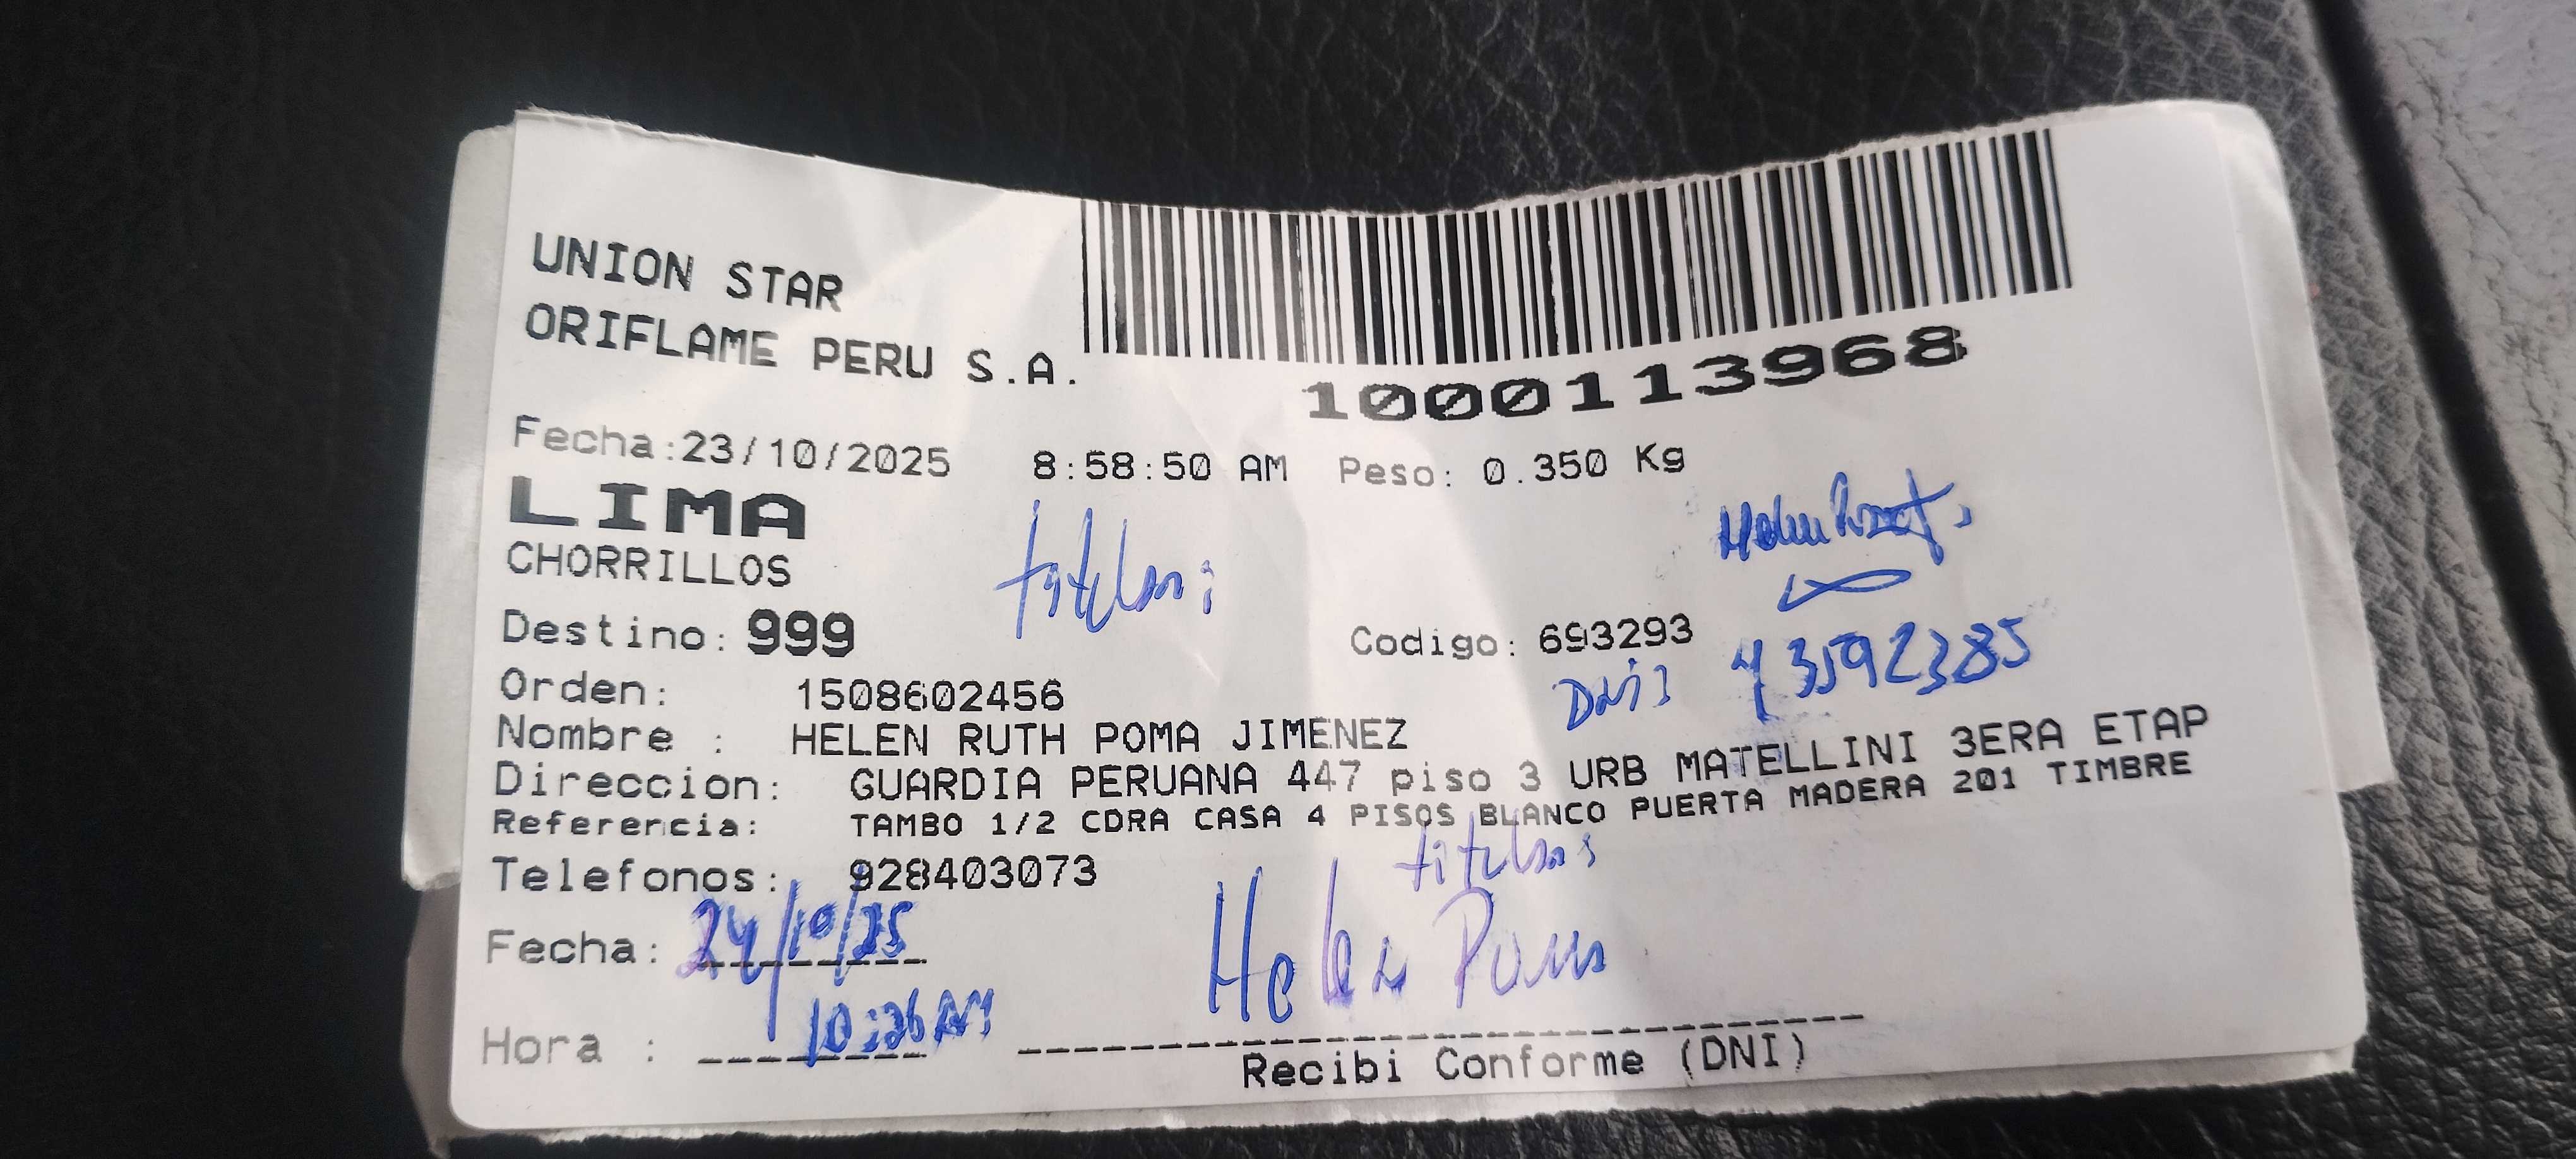 UNION STAR
ORIFLAME PERU S.A.
1000113968
Fecha:23/10/2025 8:58:50 AM Peso: 0.350 Kg
LIMA
CHORRILLOS
Destino: 999
Codigo: 693293
Orden: 1508602456
DNI: 43592385
Nombre : HELEN RUTH POMA JIMENEZ
Direccion: GUARDIA PERUANA 447 piso 3 URB MATELLINI 3ERA ETAP
Referencia: TAMBO 1/2 CDRA CASA 4 PISOS BLANCO PUERTA MADERA 201 TIMBRE
Telefonos: 928403073
Fecha: 24/10/25
Helen Poma
Hora : 10:26 AM
Recibi Conforme (DNI)